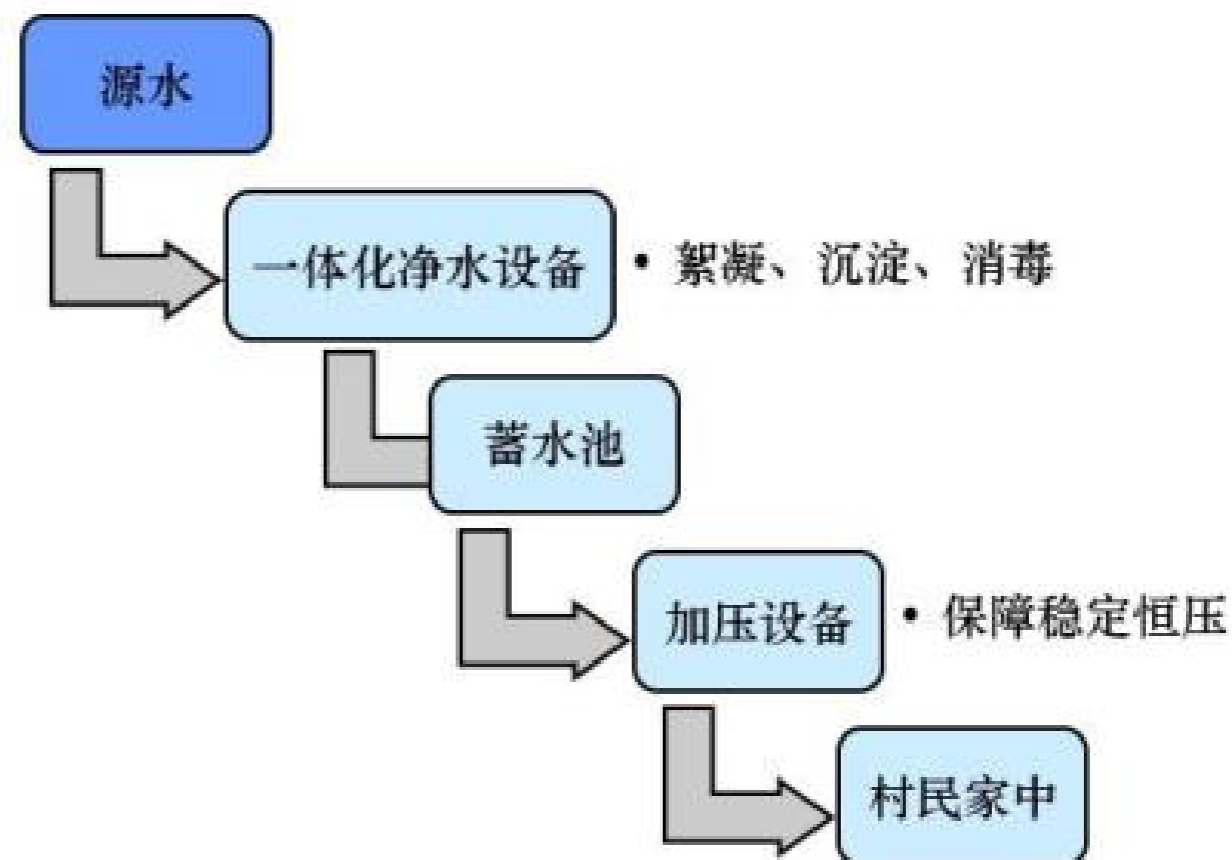 源水
一体化净水设备
• 絮凝、沉淀、消毒
蓄水池
加压设备
• 保障稳定恒压
村民家中